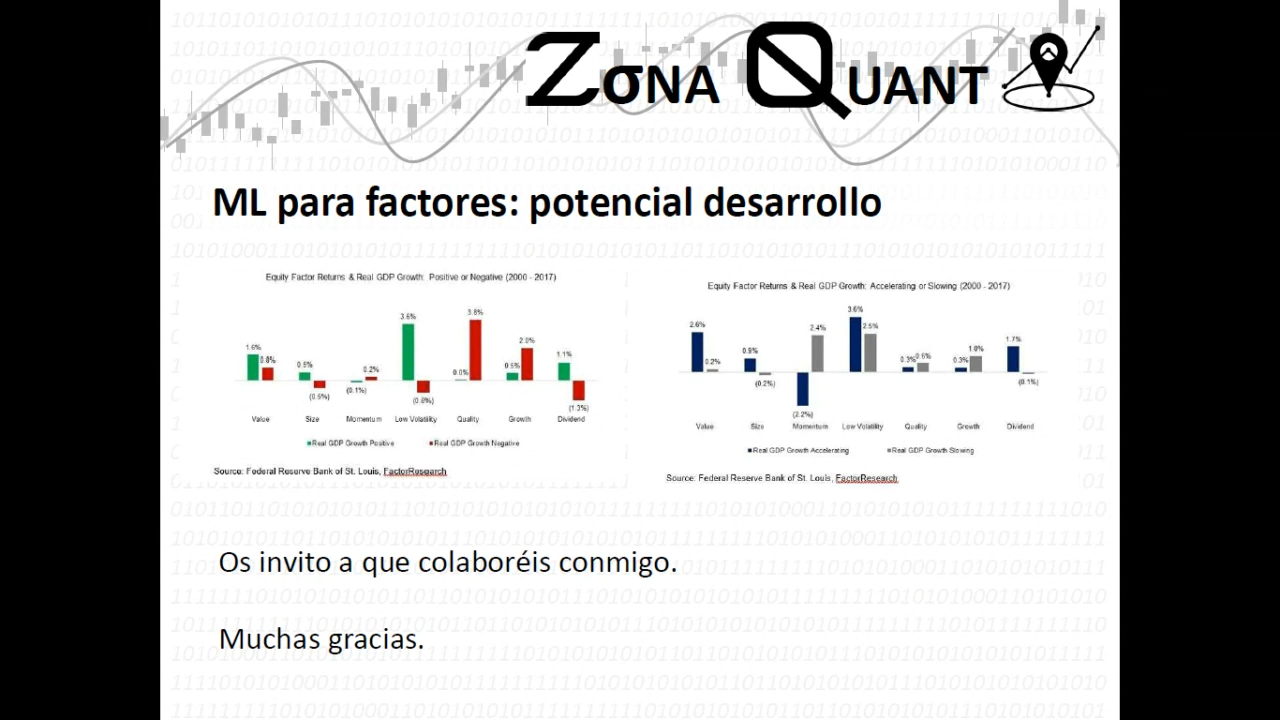 ZσNA QUANT
ML para factores: potencial desarrollo
Equity Factor Returns & Real GDP Growth: Positive or Negative (2000 - 2017)
1.6% 0.8% 0.5% (0.6%) (0.1%) 0.2% 3.6% (0.8%) 0.0% 3.8% 0.5% 2.0% 1.1% (1.3%)
Value Size Momentum Low Volatility Quality Growth Dividend
Real GDP Growth Positive Real GDP Growth Negative
Source: Federal Reserve Bank of St. Louis, FactorResearch
Equity Factor Returns & Real GDP Growth: Accelerating or Slowing (2000 - 2017)
2.6% 0.2% 0.9% (0.2%) (2.2%) 2.4% 3.6% 2.5% 0.3% 0.6% 0.3% 1.0% 1.7% (0.1%)
Value Size Momentum Low Volatility Quality Growth Dividend
Real GDP Growth Accelerating Real GDP Growth Slowing
Source: Federal Reserve Bank of St. Louis, FactorResearch
Os invito a que colaboréis conmigo.
Muchas gracias.